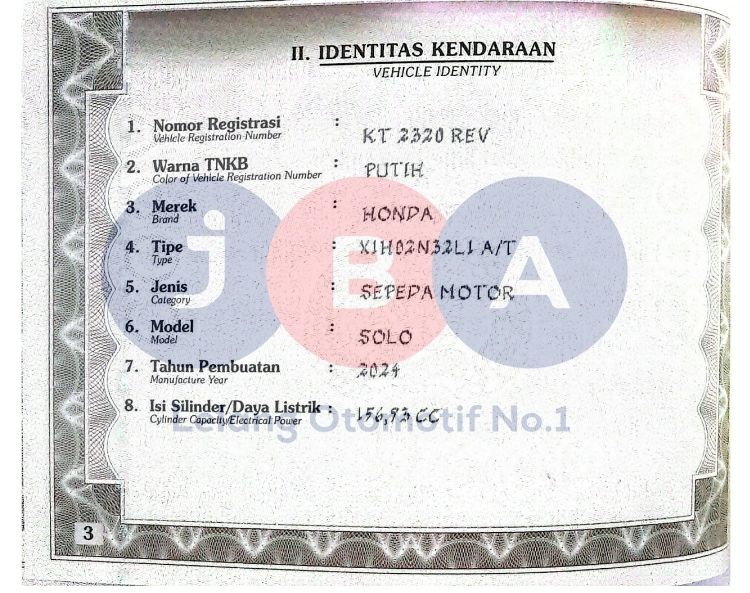 II. IDENTITAS KENDARAAN
VEHICLE IDENTITY
1. Nomor Registrasi : KT 2320 REV
Vehicle Registration Number
2. Warna TNKB : PUTIH
Color of Vehicle Registration Number
3. Merek : HONDA
Brand
4. Tipe : X1H02N32L1 A/T
Type
5. Jenis : SEPEDA MOTOR
Category
6. Model : SOLO
Model
7. Tahun Pembuatan : 2024
Manufacture Year
8. Isi Silinder/Daya Listrik : 156,93 CC
Cylinder Capacity/Electrical Power
JBA
Lelang Otomotif No.1
3